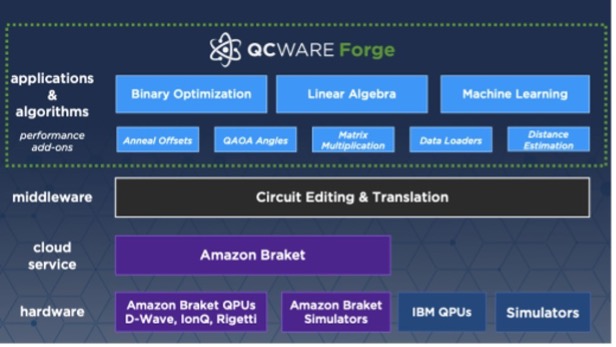 QCWARE Forge
applications
&
algorithms
Binary Optimization
Linear Algebra
Machine Learning
performance
add-ons
Anneal Offsets
QAOA Angles
Matrix
Multiplication
Data Loaders
Distance
Estimation
middleware
Circuit Editing & Translation
cloud
service
Amazon Braket
hardware
Amazon Braket QPUs
D-Wave, IonQ, Rigetti
Amazon Braket
Simulators
IBM QPUs
Simulators